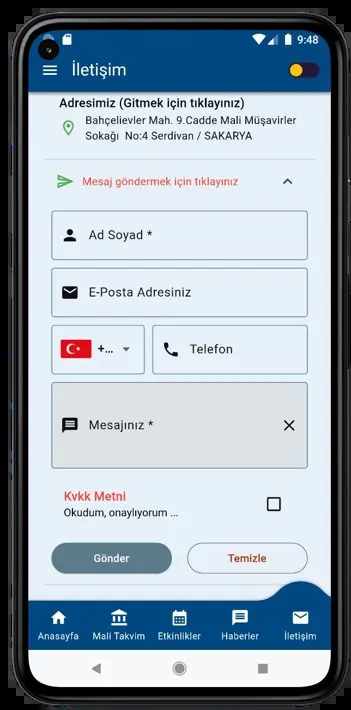 9:48
İletişim
Adresimiz (Gitmek için tıklayınız)
Bahçelievler Mah. 9.Cadde Mali Müşavirler
Sokağı No:4 Serdivan / SAKARYA
Mesaj göndermek için tıklayınız
Ad Soyad *
E-Posta Adresiniz
+... Telefon
Mesajınız *
Kvkk Metni
Okudum, onaylıyorum ...
Gönder Temizle
Anasayfa Mali Takvim Etkinlikler Haberler İletişim